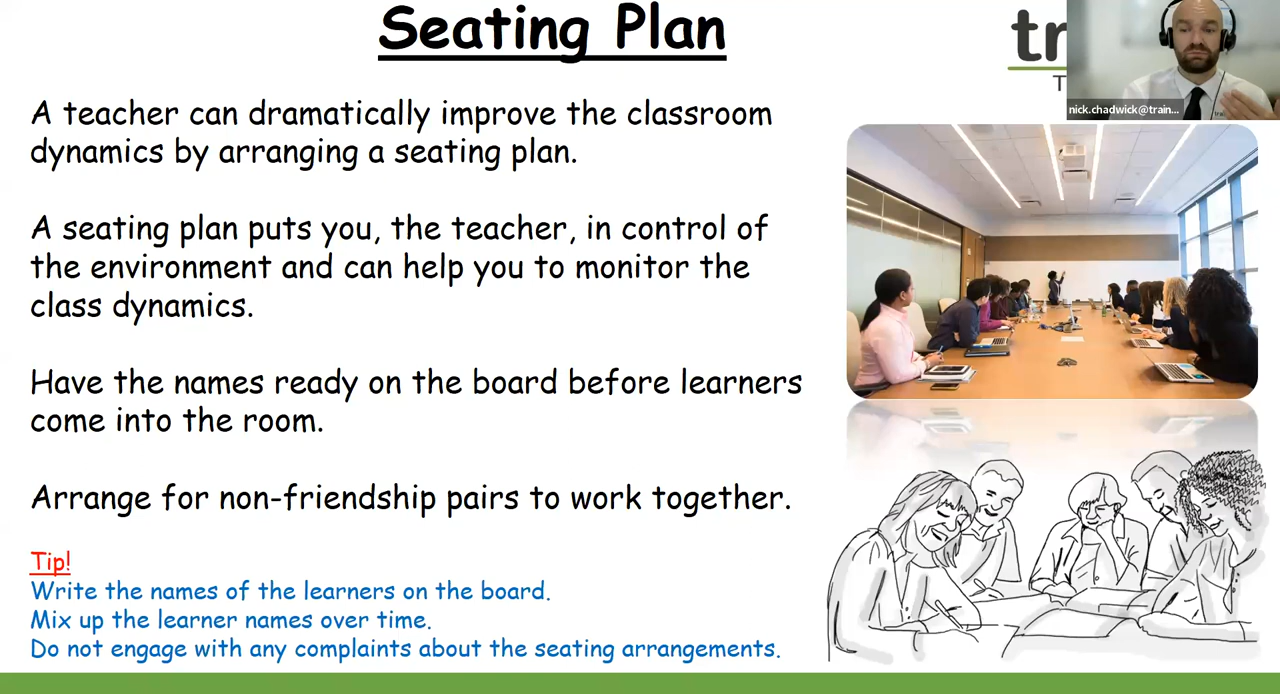 Seating Plan
tr
T
nick.chadwick@train...
A teacher can dramatically improve the classroom
dynamics by arranging a seating plan.
A seating plan puts you, the teacher, in control of
the environment and can help you to monitor the
class dynamics.
Have the names ready on the board before learners
come into the room.
Arrange for non-friendship pairs to work together.
Tip!
Write the names of the learners on the board.
Mix up the learner names over time.
Do not engage with any complaints about the seating arrangements.